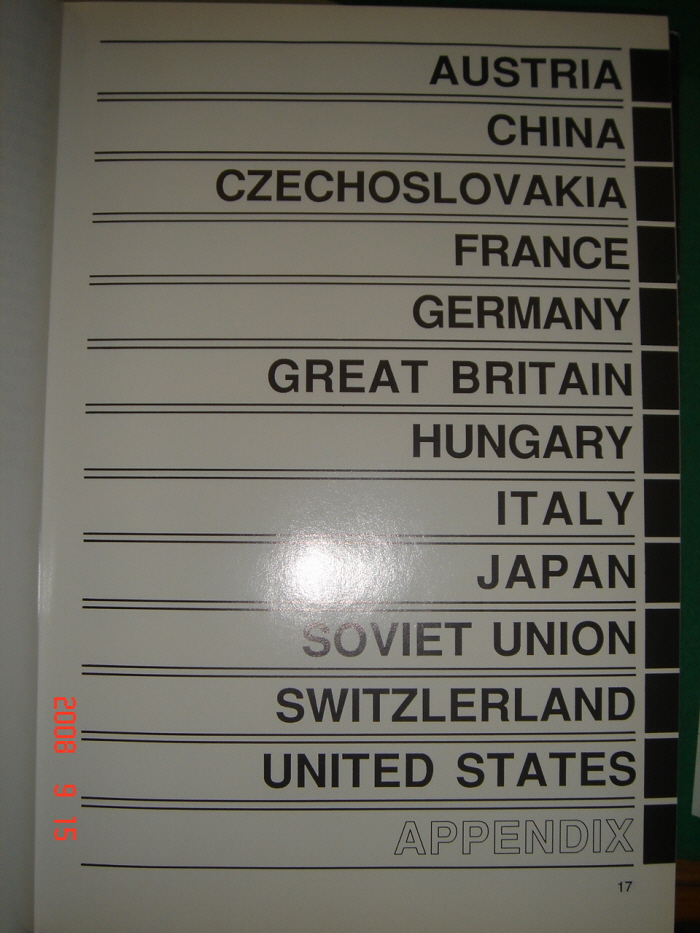 AUSTRIA
CHINA
CZECHOSLOVAKIA
FRANCE
GERMANY
GREAT BRITAIN
HUNGARY
ITALY
JAPAN
SOVIET UNION
SWITZLERLAND
UNITED STATES
APPENDIX
17
2008 9 15